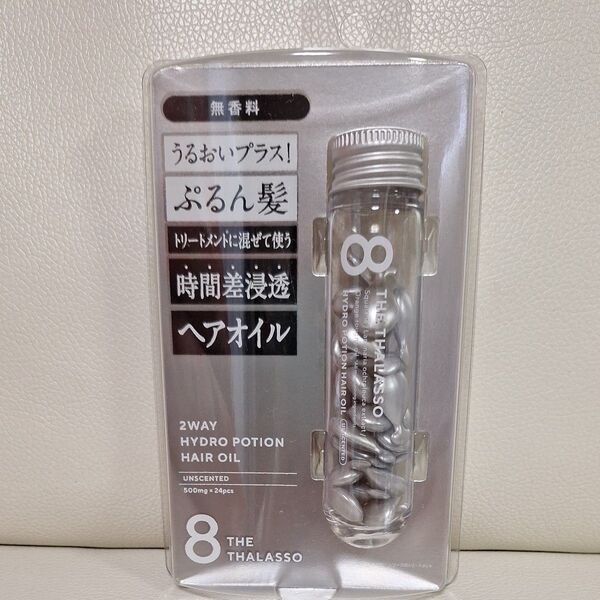 無香料
うるおいプラス!
ぷるん髪
トリートメントに混ぜて使う
時間差浸透
ヘアオイル
2WAY
HYDRO POTION
HAIR OIL
UNSCENTED
500mg×24pcs
8 THE
THALASSO
8 THE THALASSO
HYDRO POTION HAIR OIL UNSCENTED